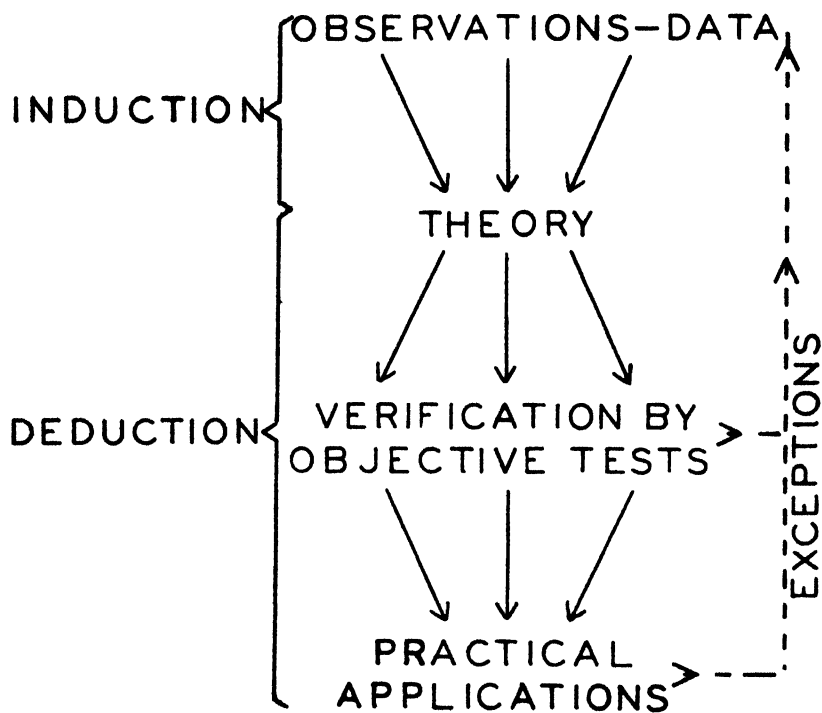 OBSERVATIONS-DATA
INDUCTION
THEORY
DEDUCTION
VERIFICATION BY
OBJECTIVE TESTS
EXCEPTIONS
PRACTICAL
APPLICATIONS